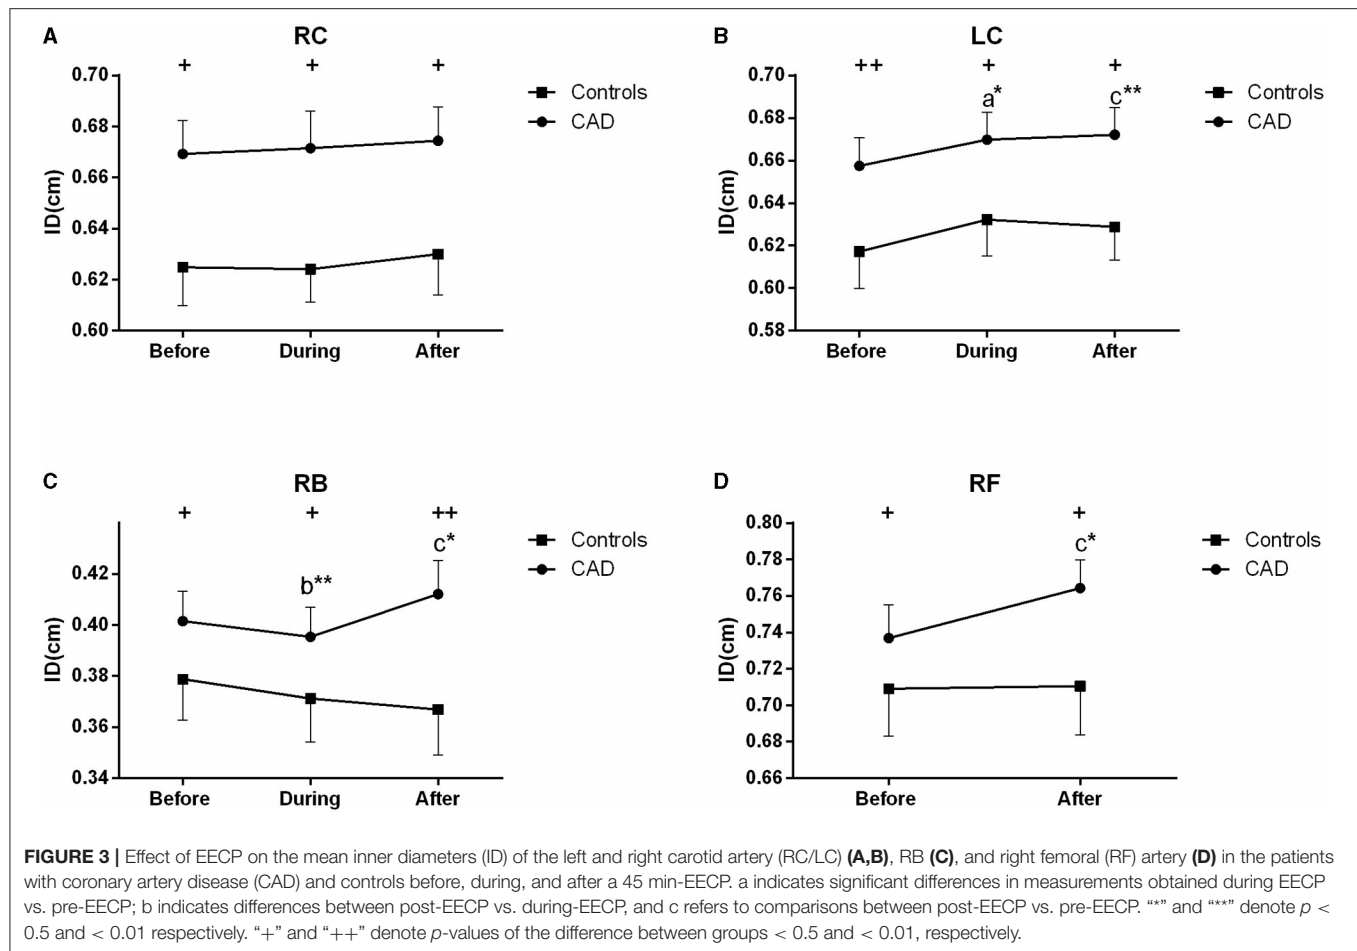 A
RC
+ + +
0.70
0.68
0.66
0.64
0.62
0.60
ID(cm)
Before During After
Controls
CAD
B
LC
++ + +
a* c**
0.70
0.68
0.66
0.64
0.62
0.60
0.58
ID(cm)
Before During After
Controls
CAD
C
RB
+ + ++
b** c*
0.42
0.40
0.38
0.36
0.34
ID(cm)
Before During After
Controls
CAD
D
RF
+ +
c*
0.80
0.78
0.76
0.74
0.72
0.70
0.68
0.66
ID(cm)
Before After
Controls
CAD
FIGURE 3 | Effect of EECP on the mean inner diameters (ID) of the left and right carotid artery (RC/LC) (A,B), RB (C), and right femoral (RF) artery (D) in the patients
with coronary artery disease (CAD) and controls before, during, and after a 45 min-EECP. a indicates significant differences in measurements obtained during EECP
vs. pre-EECP; b indicates differences between post-EECP vs. during-EECP, and c refers to comparisons between post-EECP vs. pre-EECP. “*” and “**” denote p <
0.5 and < 0.01 respectively. “+” and “++” denote p-values of the difference between groups < 0.5 and < 0.01, respectively.